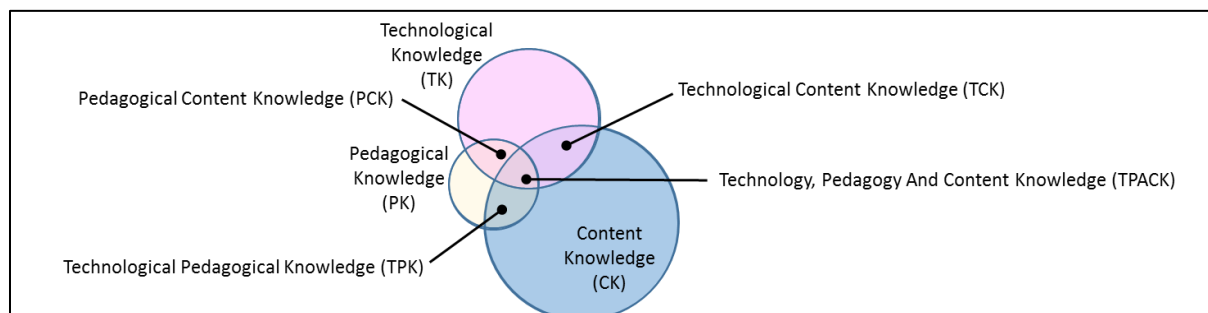 Technological
Knowledge
(TK)
Pedagogical Content Knowledge (PCK)
Technological Content Knowledge (TCK)
Pedagogical
Knowledge
(PK)
Technology, Pedagogy And Content Knowledge (TPACK)
Technological Pedagogical Knowledge (TPK)
Content
Knowledge
(CK)